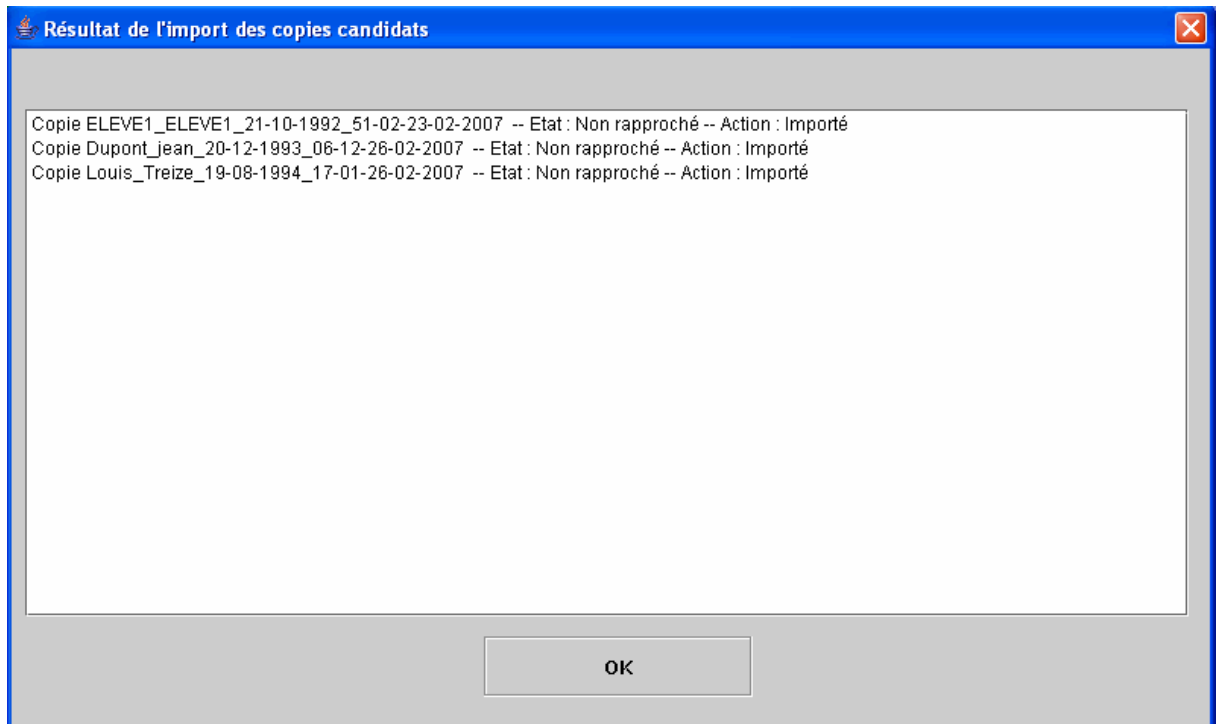 Résultat de l'import des copies candidats
Copie ELEVE1_ELEVE1_21-10-1992_51-02-23-02-2007 -- Etat : Non rapproché -- Action : Importé
Copie Dupont_jean_20-12-1993_06-12-26-02-2007 -- Etat : Non rapproché -- Action : Importé
Copie Louis_Treize_19-08-1994_17-01-26-02-2007 -- Etat : Non rapproché -- Action : Importé
OK